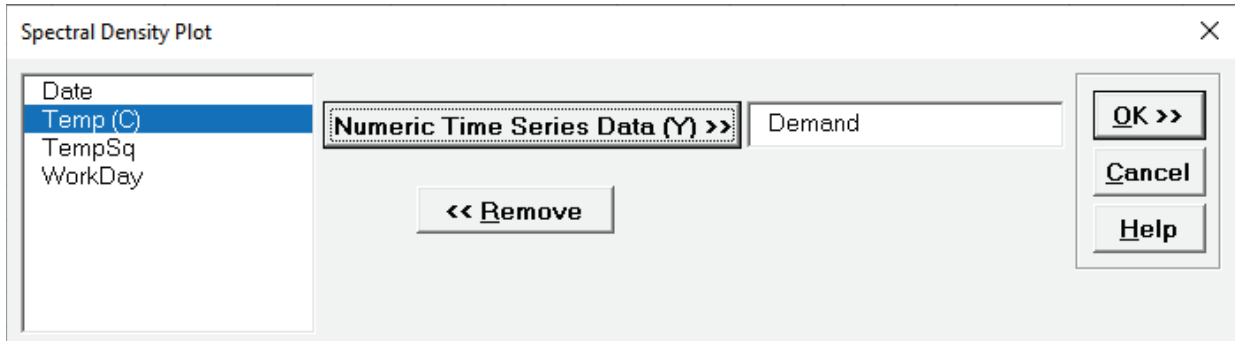 Spectral Density Plot
Date
Temp (C)
TempSq
WorkDay
Numeric Time Series Data (Y) >>
Demand
<< Remove
OK >>
Cancel
Help